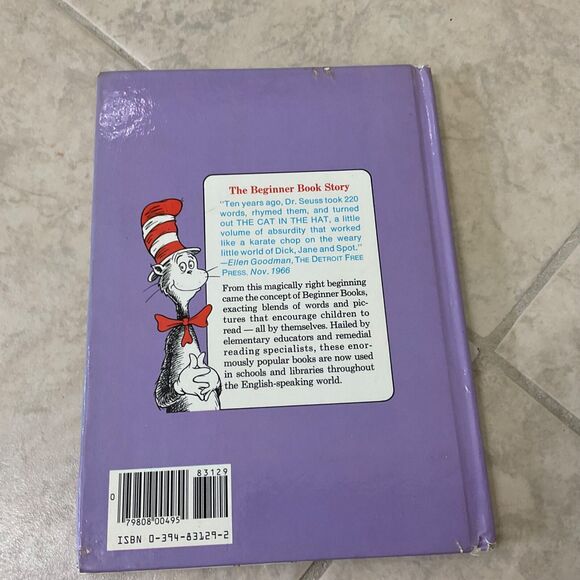 The Beginner Book Story
"Ten years ago, Dr. Seuss took 220
words, rhymed them, and turned
out THE CAT IN THE HAT, a little
volume of absurdity that worked
like a karate chop on the weary
little world of Dick, Jane and Spot."
—Ellen Goodman, THE DETROIT FREE
PRESS. Nov. 1966
From this magically right beginning
came the concept of Beginner Books,
exacting blends of words and pic-
tures that encourage children to
read — all by themselves. Hailed by
elementary educators and remedial
reading specialists, these enor-
mously popular books are now used
in schools and libraries throughout
the English-speaking world.
83129
0
79808 00495
ISBN 0-394-83129-2